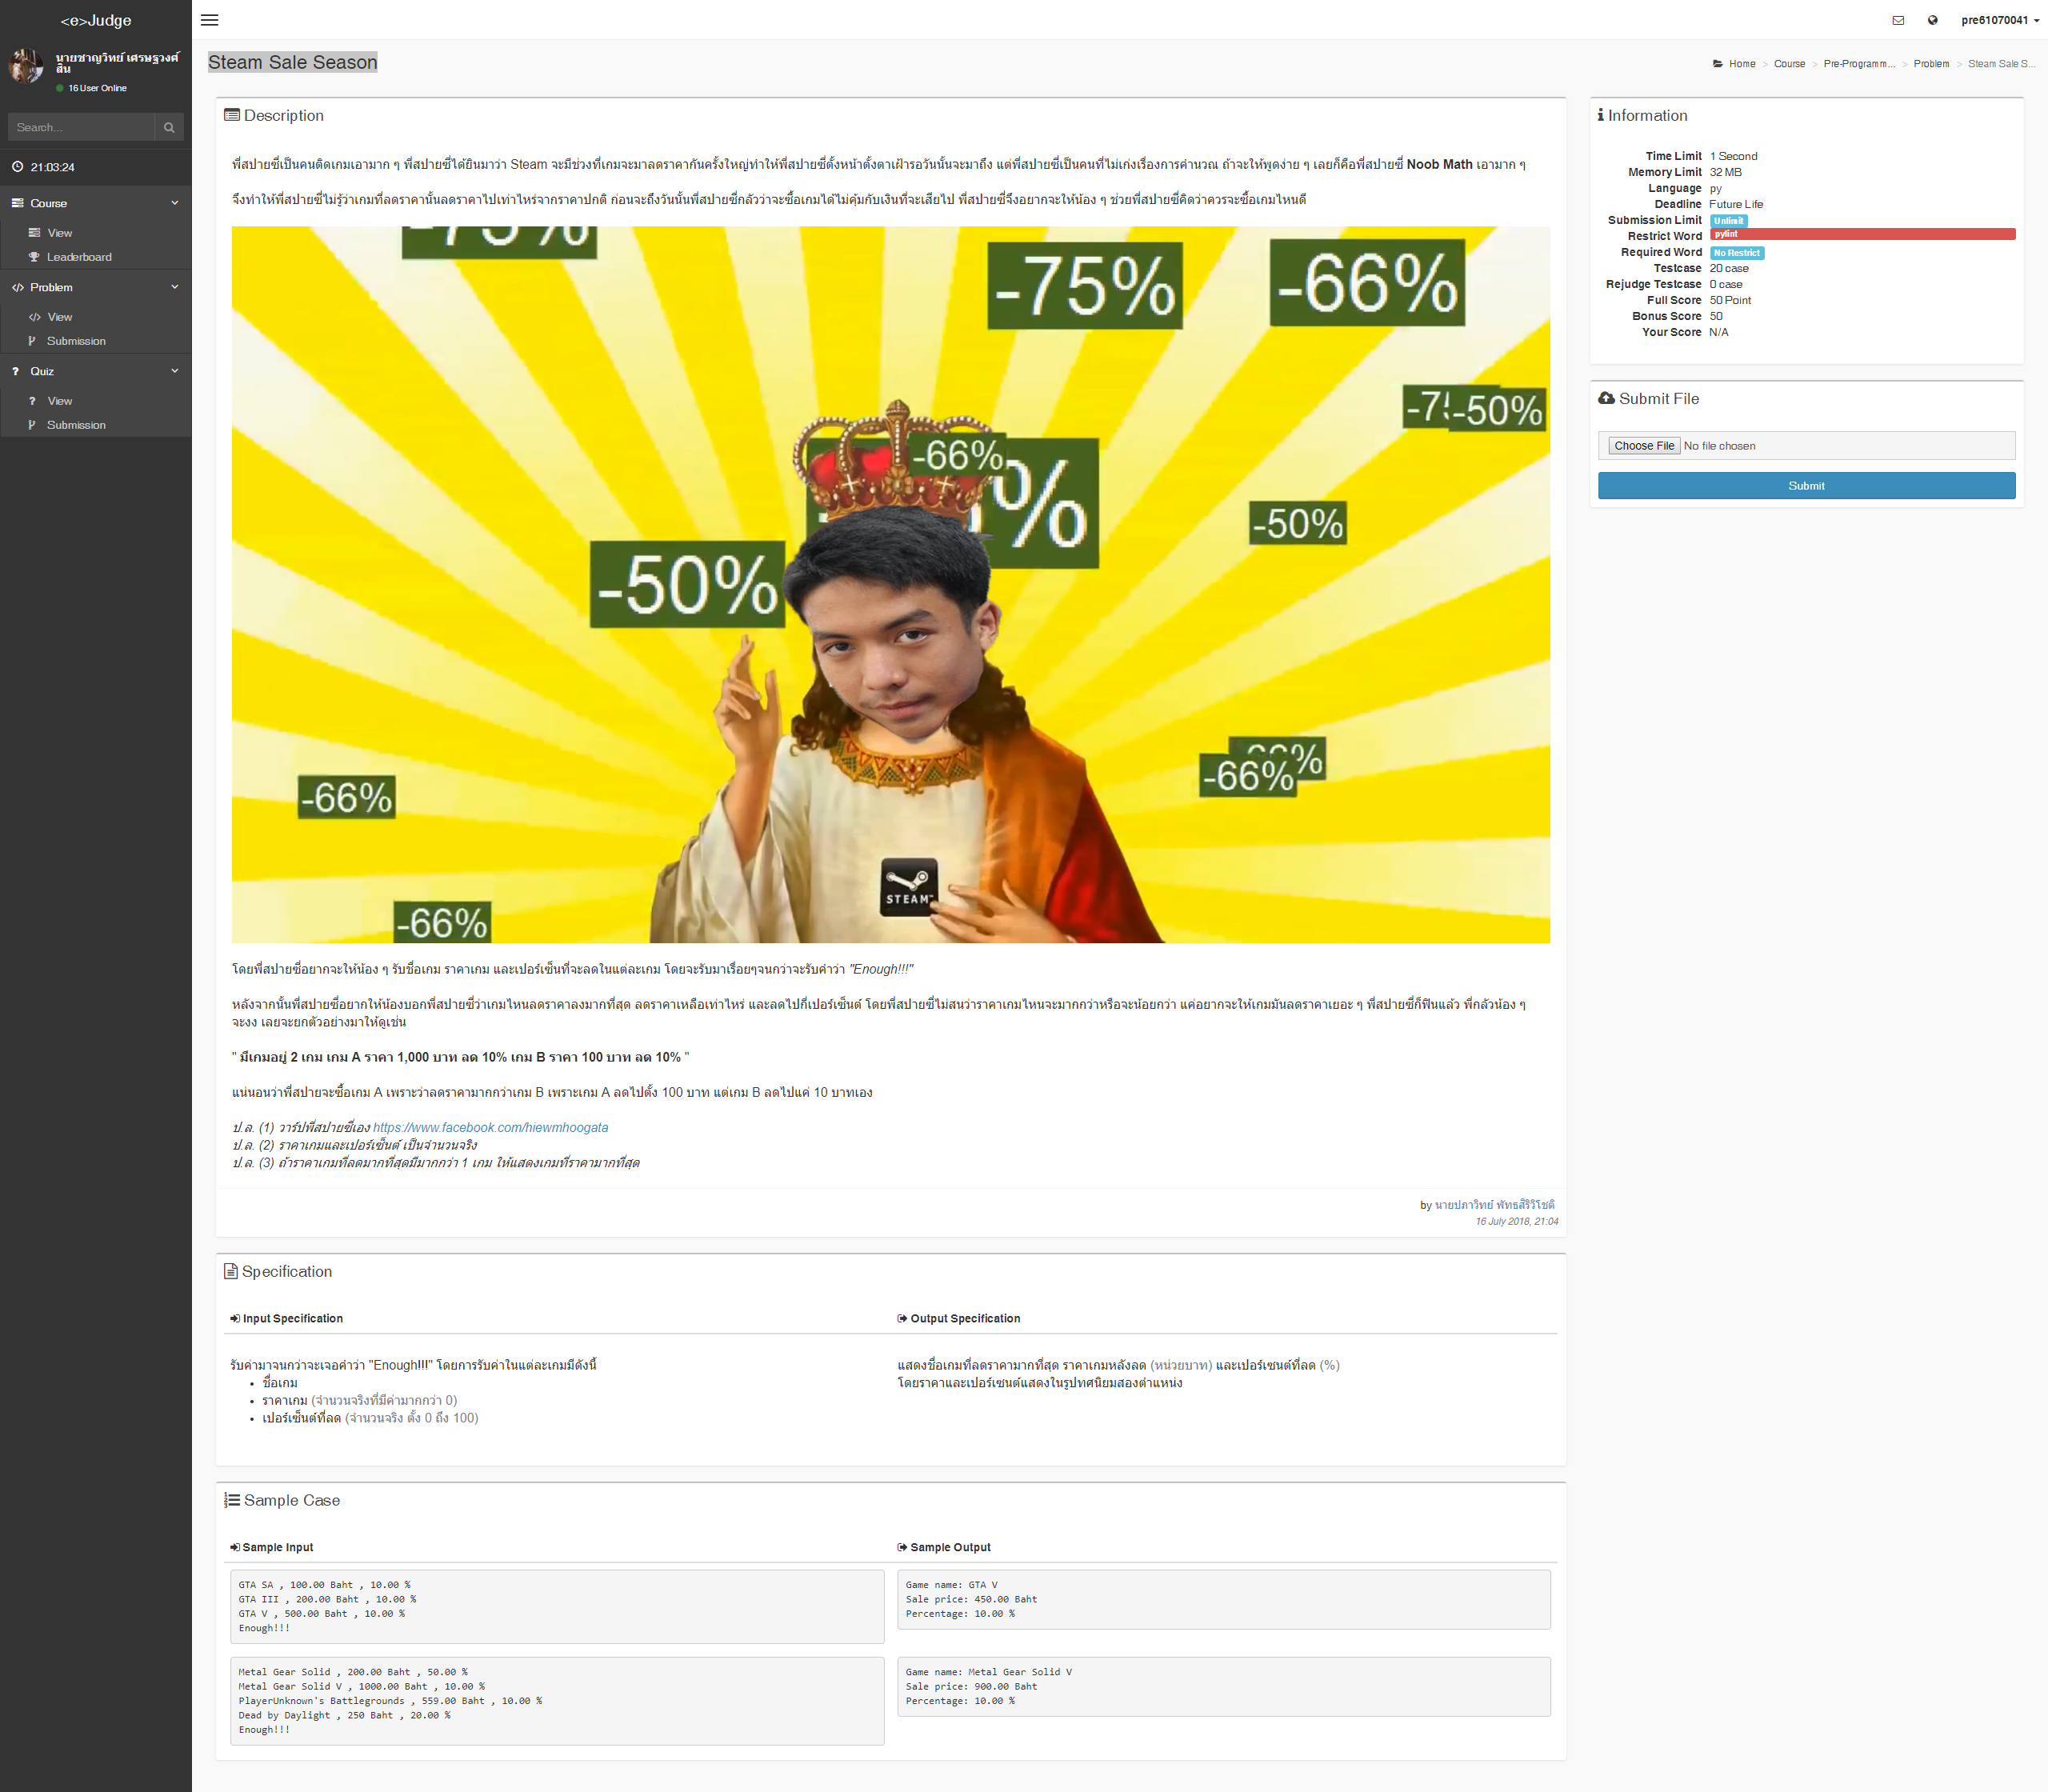 <e>Judge
pre61070041
นายชาญวิทย์ เศรษฐวงศ์
สิน
16 User Online
Search...
21:03:24
Course
View
Leaderboard
Problem
View
Submission
Quiz
View
Submission
Steam Sale Season
Home > Course > Pre-Programm... > Problem > Steam Sale S...
Description
พี่สปายซี่เป็นคนติดเกมเอามาก ๆ พี่สปายซี่ได้ยินมาว่า Steam จะมีช่วงที่เกมจะมาลดราคากันครั้งใหญ่ทำให้พี่สปายซี่ตั้งหน้าตั้งตาเฝ้ารอวันนั้นจะมาถึง แต่พี่สปายซี่เป็นคนที่ไม่เก่งเรื่องการคำนวณ ถ้าจะให้พูดง่าย ๆ เลยก็คือพี่สปายซี่ Noob Math เอามาก ๆ
จึงทำให้พี่สปายซี่ไม่รู้ว่าเกมที่ลดราคานั้นลดราคาไปเท่าไหร่จากราคาปกติ ก่อนจะถึงวันนั้นพี่สปายซี่กลัวว่าจะซื้อเกมได้ไม่คุ้มกับเงินที่จะเสียไป พี่สปายซี่จึงอยากจะให้น้อง ๆ ช่วยพี่สปายซี่คิดว่าควรจะซื้อเกมไหนดี
-75%
-75%
-66%
-50%
-66%
%
-50%
-50%
-66%
-66%
-66%
STEAM
โดยพี่สปายซี่อยากจะให้น้อง ๆ รับชื่อเกม ราคาเกม และเปอร์เซ็นที่จะลดในแต่ละเกม โดยจะรับมาเรื่อยๆจนกว่าจะรับคำว่า "Enough!!!"
หลังจากนั้นพี่สปายซี่อยากให้น้องบอกพี่สปายซี่ว่าเกมไหนลดราคาลงมากที่สุด ลดราคาเหลือเท่าไหร่ และลดไปกี่เปอร์เซ็นต์ โดยพี่สปายซี่ไม่สนว่าราคาเกมไหนจะมากกว่าหรือจะน้อยกว่า แค่อยากจะให้เกมมันลดราคาเยอะ ๆ พี่สปายซี่ก็ฟินแล้ว พี่กลัวน้อง ๆ
จะงง เลยจะยกตัวอย่างมาให้ดูเช่น
" มีเกมอยู่ 2 เกม เกม A ราคา 1,000 บาท ลด 10% เกม B ราคา 100 บาท ลด 10% "
แน่นอนว่าพี่สปายจะซื้อเกม A เพราะว่าลดราคามากกว่าเกม B เพราะเกม A ลดไปตั้ง 100 บาท แต่เกม B ลดไปแค่ 10 บาทเอง
ป.ล. (1) วาร์ปพี่สปายซี่เอง https://www.facebook.com/hiewmhoogata
ป.ล. (2) ราคาเกมและเปอร์เซ็นต์ เป็นจำนวนจริง
ป.ล. (3) ถ้าราคาเกมที่ลดมากที่สุดมีมากกว่า 1 เกม ให้แสดงเกมที่ราคามากที่สุด
by นายปภาวิทย์ พัทธสิริวิโชติ
16 July 2018, 21:04
Information
Time Limit 1 Second
Memory Limit 32 MB
Language py
Deadline Future Life
Submission Limit Unlimit
Restrict Word pylint
Required Word No Restrict
Testcase 20 case
Rejudge Testcase 0 case
Full Score 50 Point
Bonus Score 50
Your Score N/A
Submit File
Choose File No file chosen
Submit
Specification
Input Specification
รับค่ามาจนกว่าจะเจอคำว่า "Enough!!!" โดยการรับค่าในแต่ละเกมมีดังนี้
• ชื่อเกม
• ราคาเกม (จำนวนจริงที่มีค่ามากกว่า 0)
• เปอร์เซ็นต์ที่ลด (จำนวนจริง ตั้ง 0 ถึง 100)
Output Specification
แสดงชื่อเกมที่ลดราคามากที่สุด ราคาเกมหลังลด (หน่วยบาท) และเปอร์เซนต์ที่ลด (%)
โดยราคาและเปอร์เซนต์แสดงในรูปทศนิยมสองตำแหน่ง
Sample Case
Sample Input
Sample Output
GTA SA , 100.00 Baht , 10.00 %
GTA III , 200.00 Baht , 10.00 %
GTA V , 500.00 Baht , 10.00 %
Enough!!!
Game name: GTA V
Sale price: 450.00 Baht
Percentage: 10.00 %
Metal Gear Solid , 200.00 Baht , 50.00 %
Metal Gear Solid V , 1000.00 Baht , 10.00 %
PlayerUnknown's Battlegrounds , 559.00 Baht , 10.00 %
Dead by Daylight , 250 Baht , 20.00 %
Enough!!!
Game name: Metal Gear Solid V
Sale price: 900.00 Baht
Percentage: 10.00 %